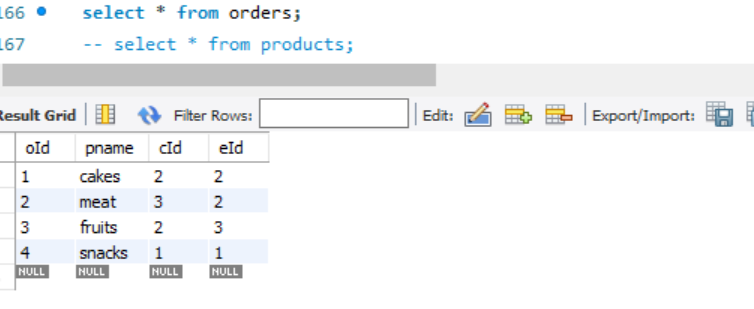 166 select * from orders;
167 -- select * from products;
Result Grid Filter Rows: Edit: Export/Import:
oId pname cId eId
1 cakes 2 2
2 meat 3 2
3 fruits 2 3
4 snacks 1 1
NULL NULL NULL NULL